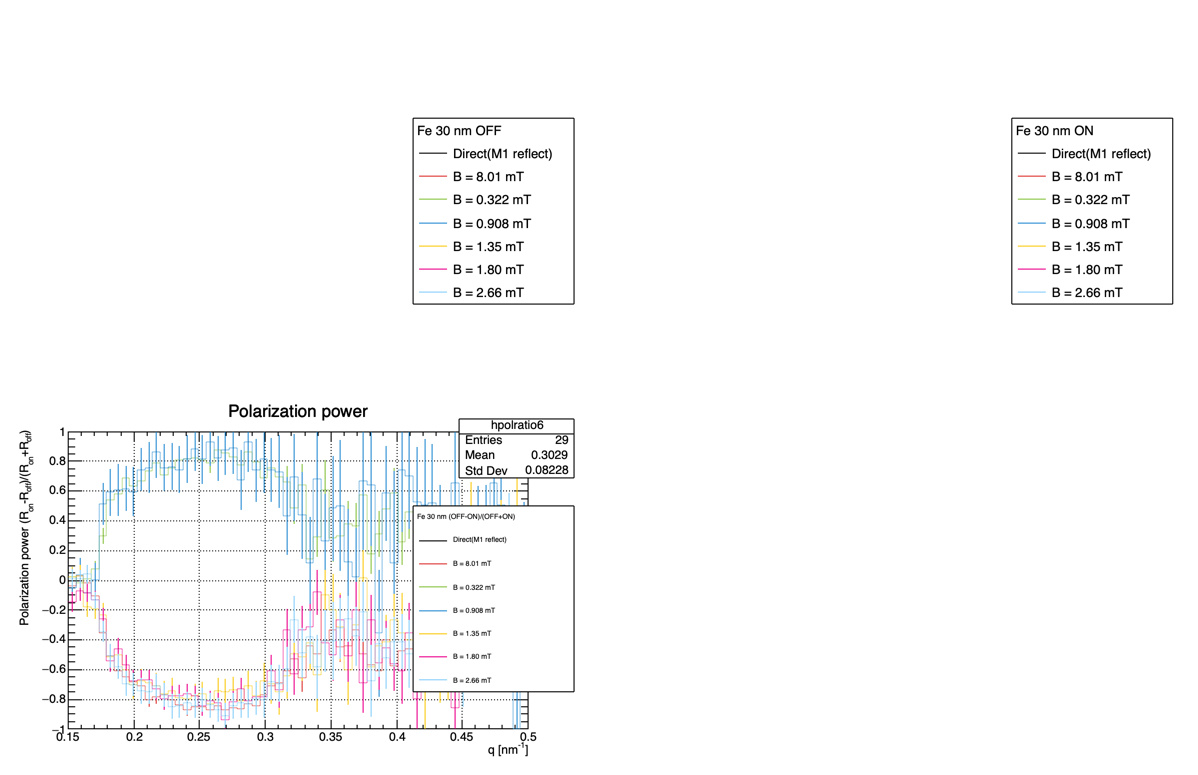 Fe 30 nm OFF
Direct(M1 reflect)
B = 8.01 mT
B = 0.322 mT
B = 0.908 mT
B = 1.35 mT
B = 1.80 mT
B = 2.66 mT
Fe 30 nm ON
Direct(M1 reflect)
B = 8.01 mT
B = 0.322 mT
B = 0.908 mT
B = 1.35 mT
B = 1.80 mT
B = 2.66 mT
Polarization power
hpolratio6
Entries 29
Mean 0.3029
Std Dev 0.08228
Polarization power (Ron-Roff)/(Ron+Roff)
1
0.8
0.6
0.4
0.2
0
−0.2
−0.4
−0.6
−0.8
−1
Fe 30 nm (OFF-ON)/(OFF+ON)
Direct(M1 reflect)
B = 8.01 mT
B = 0.322 mT
B = 0.908 mT
B = 1.35 mT
B = 1.80 mT
B = 2.66 mT
0.15 0.2 0.25 0.3 0.35 0.4 0.45 0.5
q [nm-1]